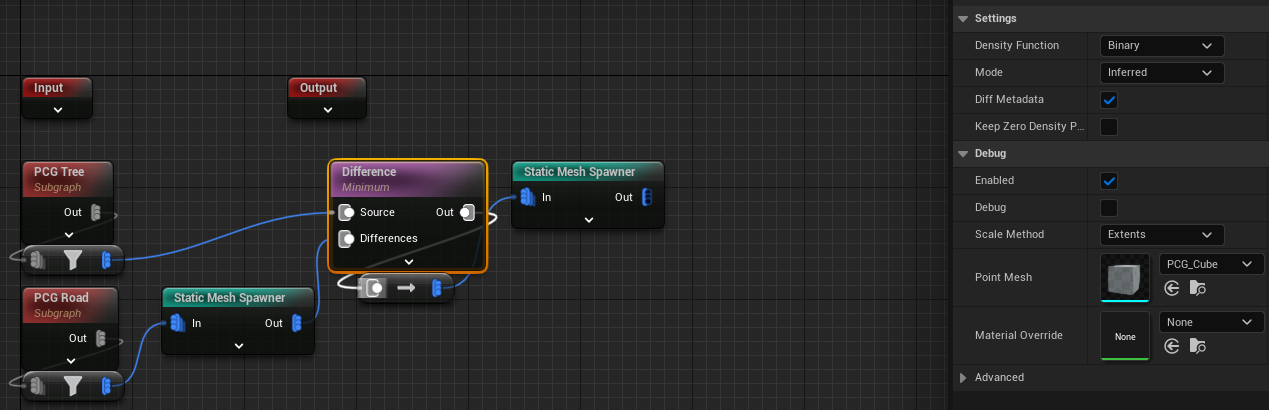 Input
Output
PCG Tree
Subgraph
Out
Difference
Minimum
Source
Out
Differences
Static Mesh Spawner
In
Out
PCG Road
Subgraph
Out
Static Mesh Spawner
In
Out
Settings
Density Function
Binary
Mode
Inferred
Diff Metadata
Keep Zero Density P...
Debug
Enabled
Debug
Scale Method
Extents
Point Mesh
PCG_Cube
Material Override
None
None
Advanced